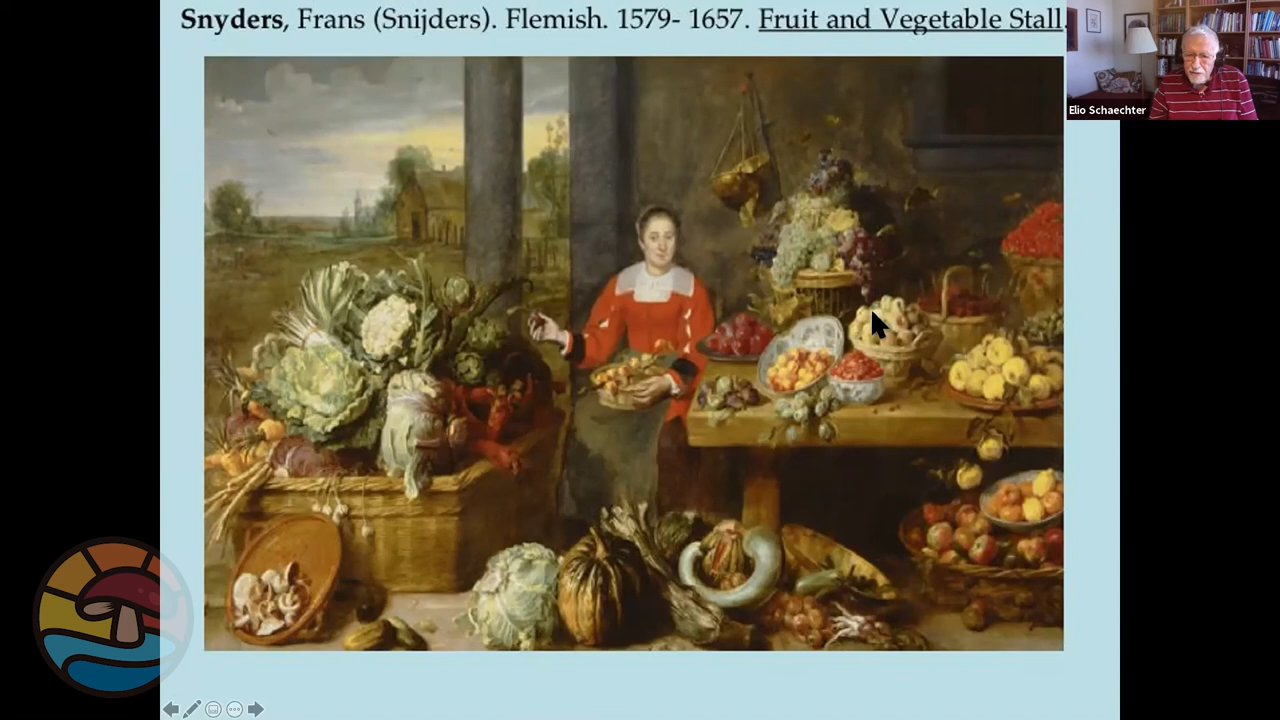 Snyders, Frans (Snijders). Flemish. 1579- 1657. Fruit and Vegetable Stall.
Elio Schaechter